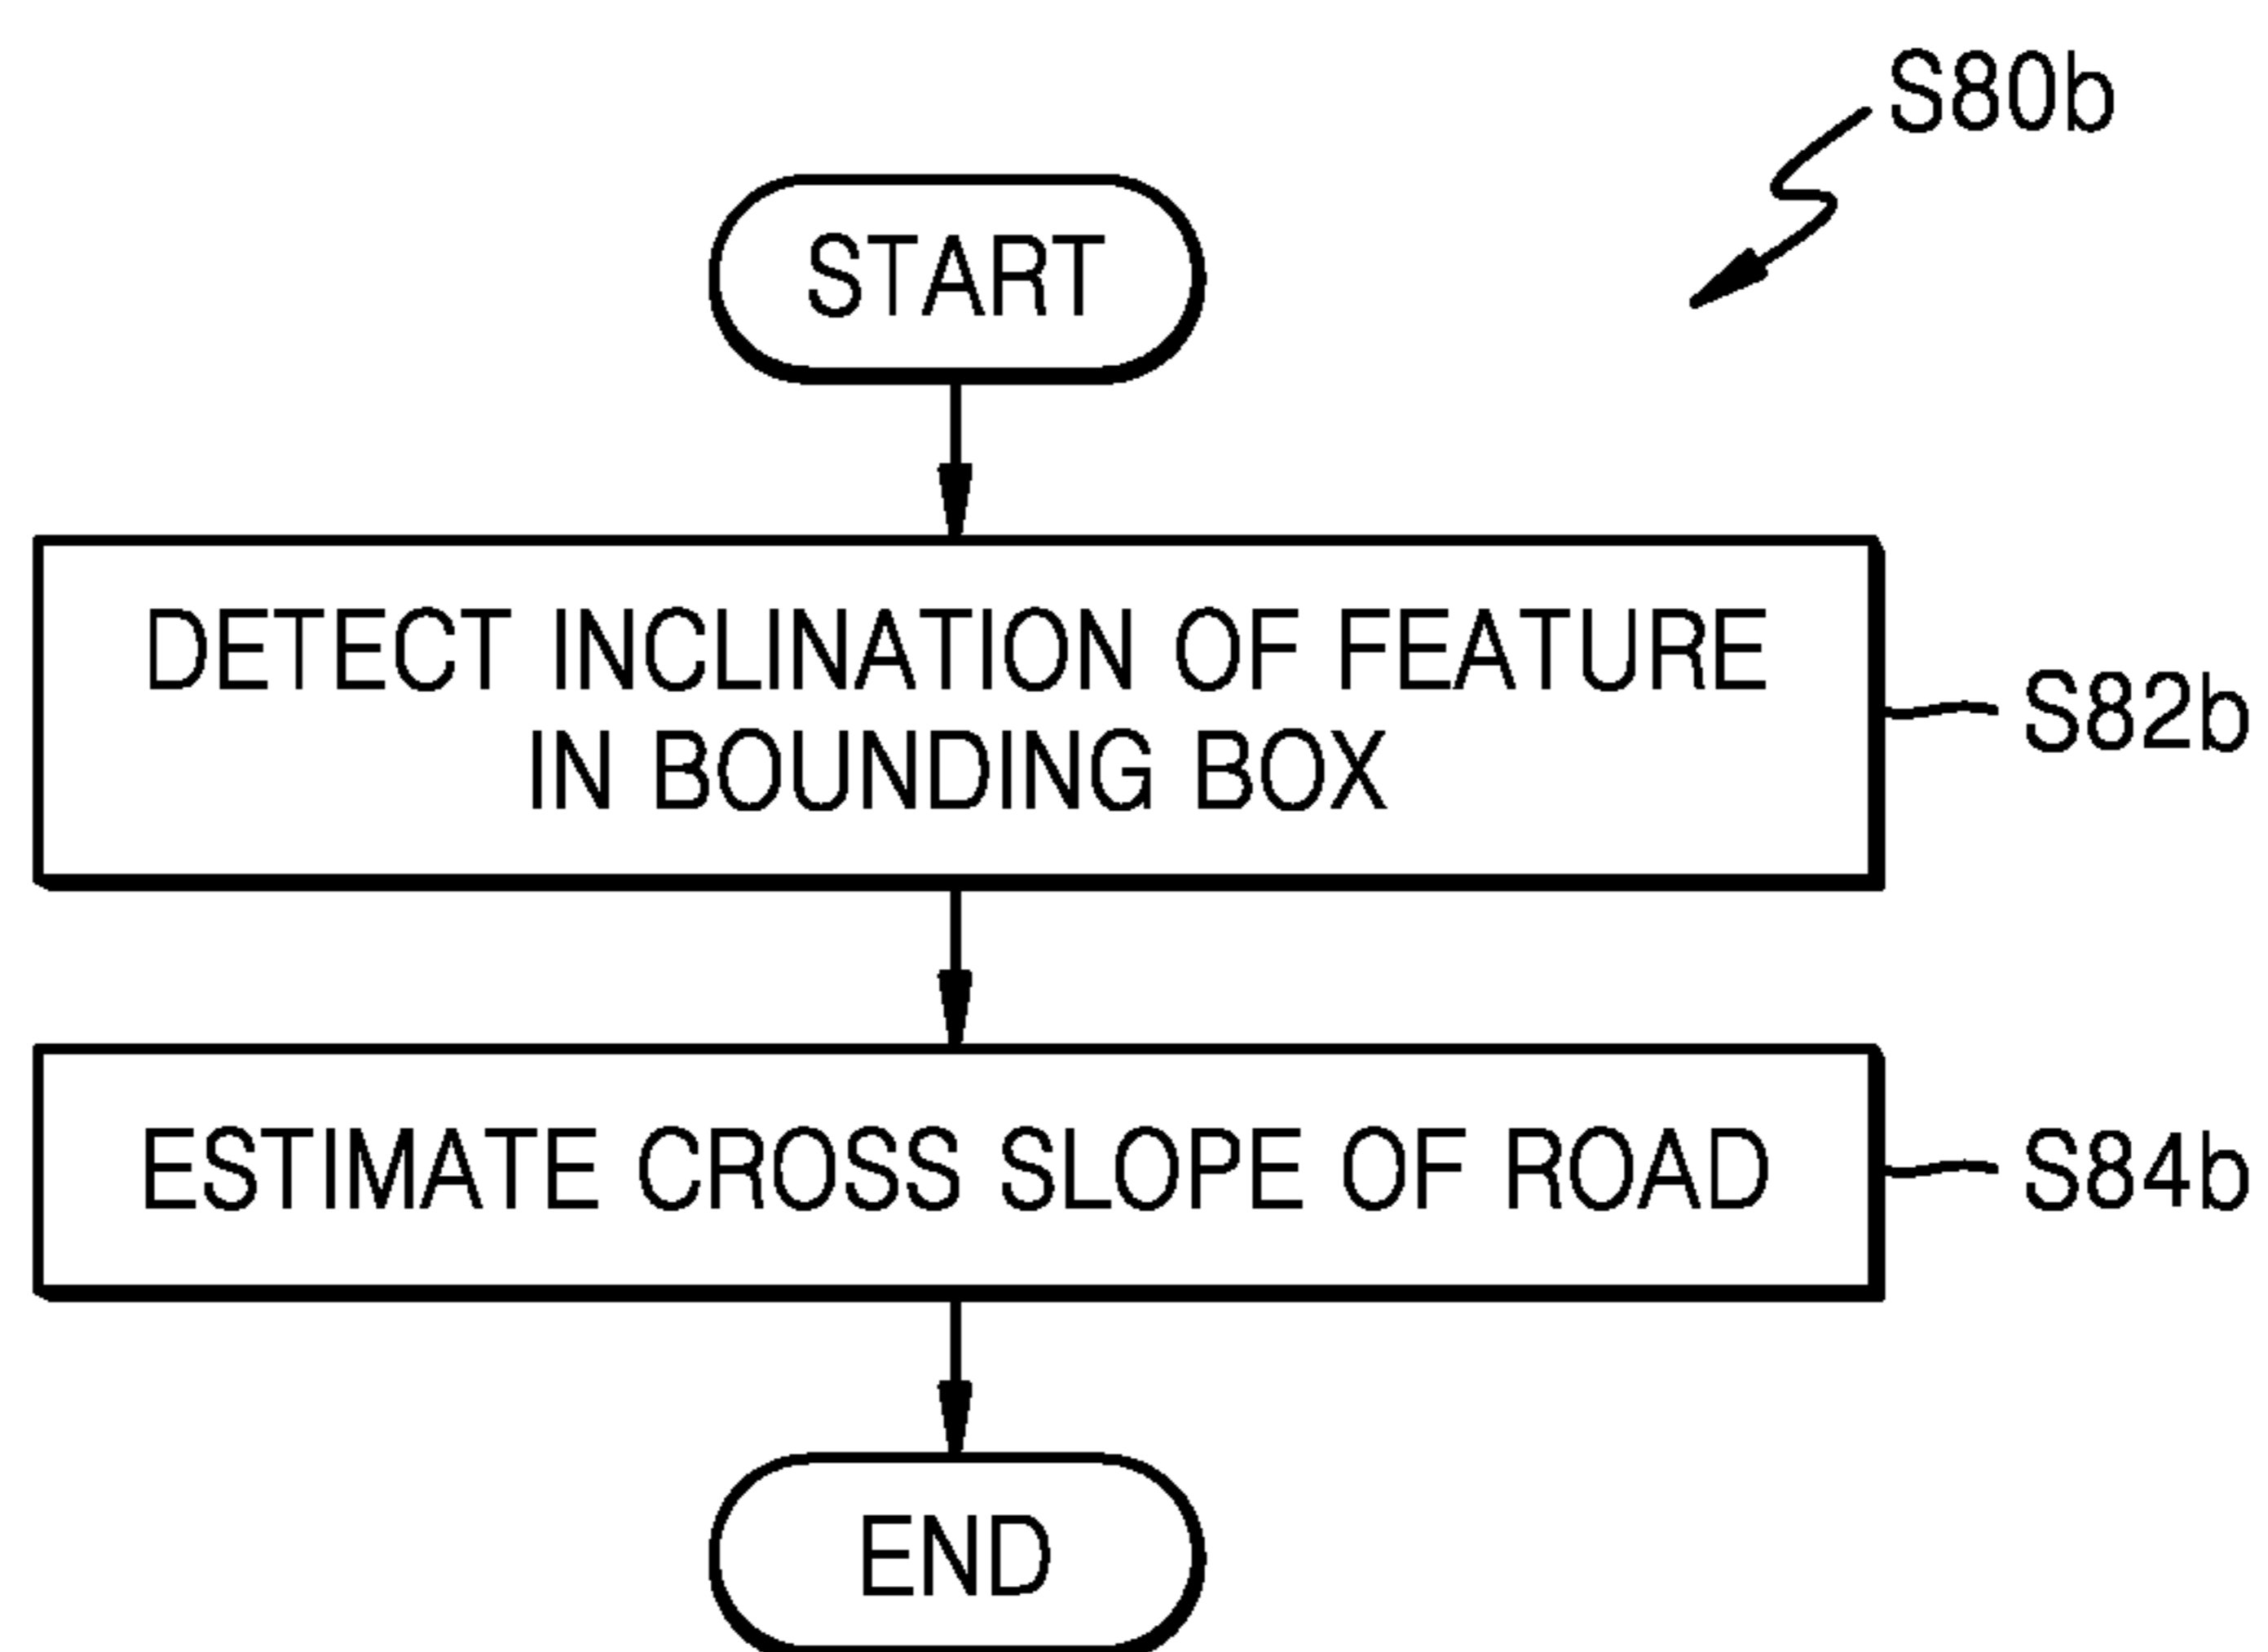 S80b
START
DETECT INCLINATION OF FEATURE
IN BOUNDING BOX
S82b
ESTIMATE CROSS SLOPE OF ROAD
S84b
END